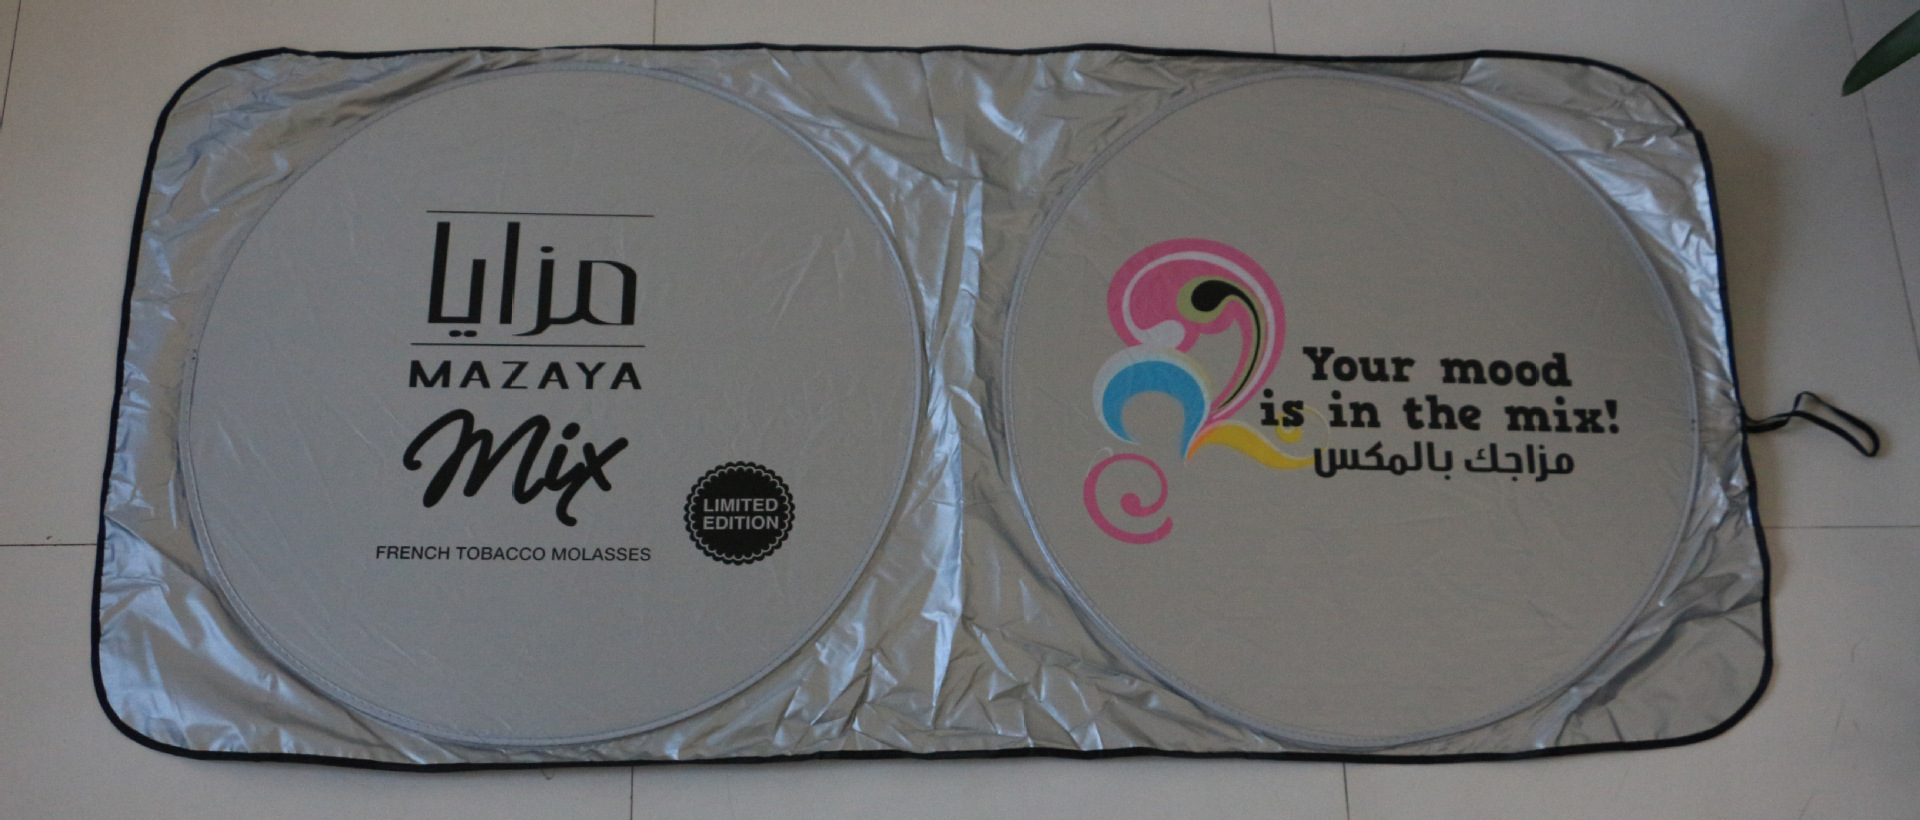 مزايا
MAZAYA
Mix
LIMITED
EDITION
FRENCH TOBACCO MOLASSES
Your mood
is in the mix!
مزاجك بالمكس